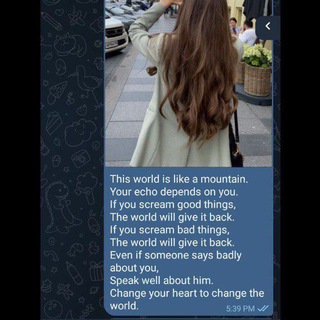 This world is like a mountain.
Your echo depends on you.
If you scream good things,
The world will give it back.
If you scream bad things,
The world will give it back.
Even if someone says badly
about you,
Speak well about him.
Change your heart to change the
world.
5:39 PM